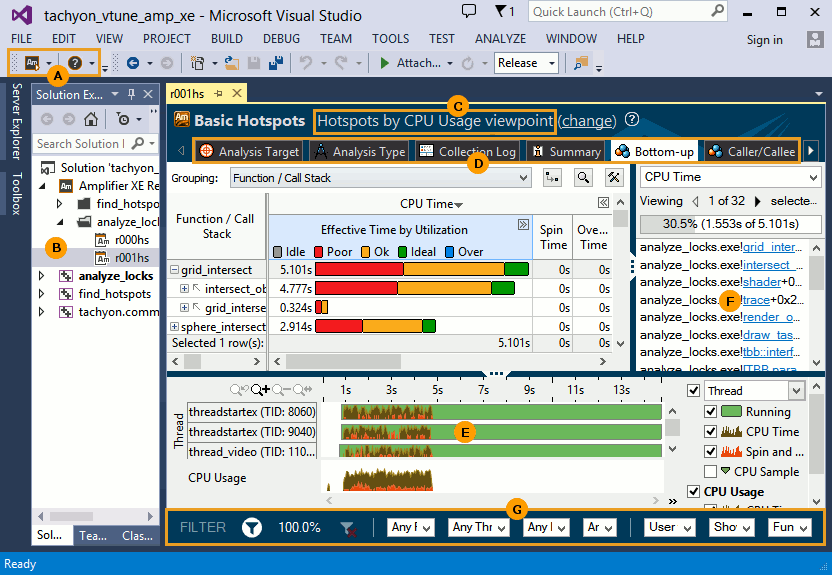 tachyon_vtune_amp_xe - Microsoft Visual Studio
1
Quick Launch (Ctrl+Q)
FILE EDIT VIEW PROJECT BUILD DEBUG TEAM TOOLS TEST ANALYZE WINDOW HELP Sign in
Am ? Attach... Release
A
Server Explorer
Toolbox
Solution Ex...
Search Solution
Solution 'tachyon_
Amplifier XE Re
find_hotspots
analyze_lock
r000hs
B r001hs
analyze_locks
find_hotspots
tachyon.comm
Sol... Tea... Clas...
r001hs
C
Am Basic Hotspots Hotspots by CPU Usage viewpoint (change) ?
Analysis Target Analysis Type Collection Log Summary Bottom-up Caller/Callee
D
Grouping: Function / Call Stack
Function / Call Stack
CPU Time
Effective Time by Utilization
Idle Poor Ok Ideal Over
Spin Time
Ove... Time
grid_intersect 5.101s 0s 0s
intersect_ob 4.777s 0s 0s
grid_interse 0.324s 0s 0s
sphere_intersect 2.914s 0s 0s
Selected 1 row(s): 5.101s 0s 0s
CPU Time
Viewing 1 of 32 selecte...
30.5% (1.553s of 5.101s)
analyze_locks.exe!grid_inter...
analyze_locks.exe!intersect_...
analyze_locks.exe!shader+0...
analyze_locks.exe!trace+0x2...
F
analyze_locks.exe!render_o...
analyze_locks.exe!draw_tas...
analyze_locks.exe!tbb::interf...
analyze_locks.exe![TBB para
1s 3s 5s 7s 9s 11s 13s
Thread
threadstartex (TID: 8060)
threadstartex (TID: 9040)
E
thread_video (TID: 110...
CPU Usage
Thread
Running
CPU Time
Spin and ...
CPU Sample
CPU Usage
CPU Time
G
FILTER 100.0% Any F Any Thr Any I An User Sho Fun
Ready